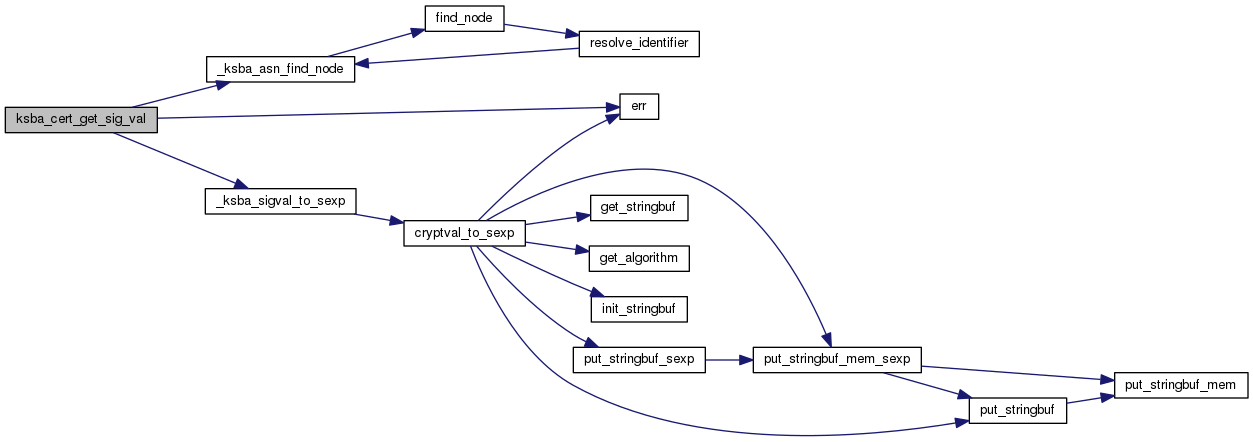 find_node
resolve_identifier
_ksba_asn_find_node
ksba_cert_get_sig_val
err
_ksba_sigval_to_sexp
get_stringbuf
cryptval_to_sexp
get_algorithm
init_stringbuf
put_stringbuf_sexp
put_stringbuf_mem_sexp
put_stringbuf_mem
put_stringbuf